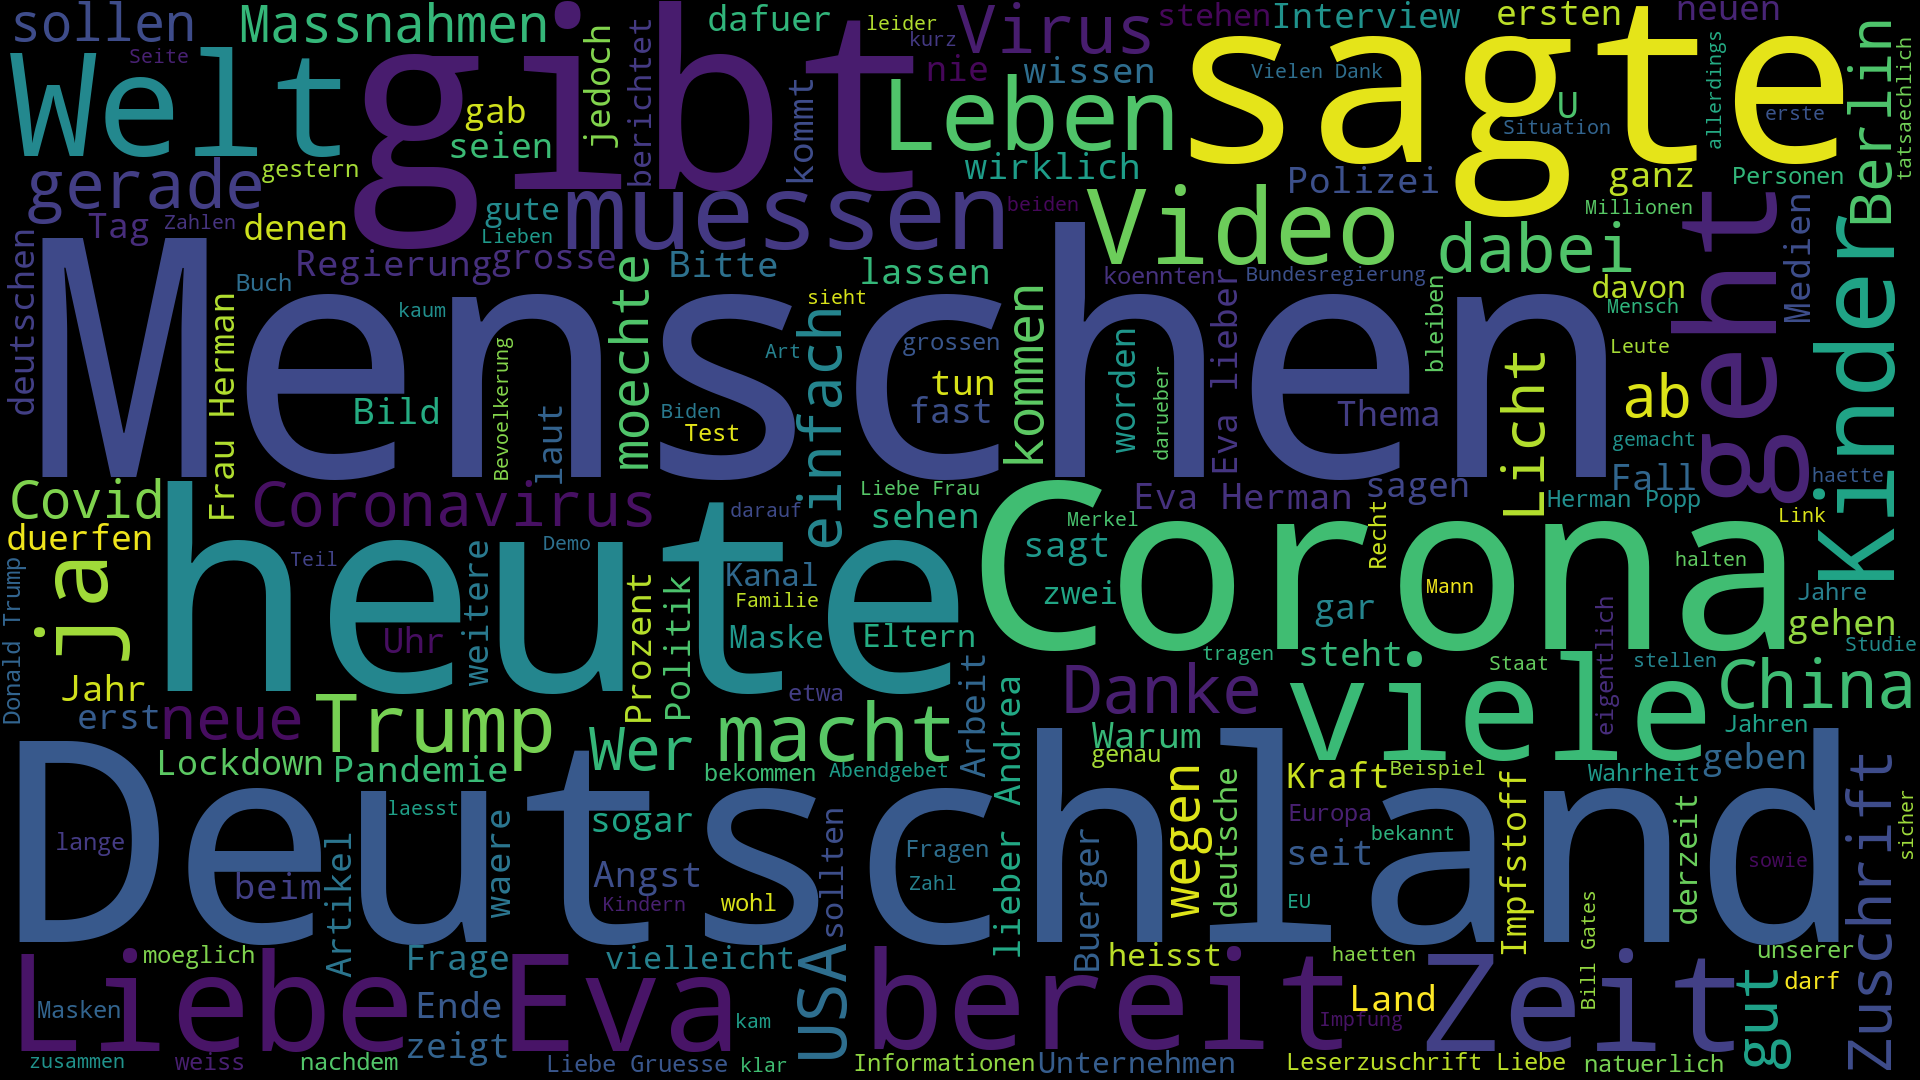 sollen
Massnahmen
dafuer
leider
kurz
Virus
stehen
Interview
ersten
neuen
Seite
Welt
gibt
gab
seien
jedoch
berichtet
kommt
nie
wissen
Leben
sagte
Vielen Dank
U
Situation
allerdings
erste
Berlin
tatsaechlich
gerade
gestern
wirklich
Polizei
ganz
Personen
Tag
Zahlen
denen
gute
Lieben
muessen
beiden
Video
Millionen
dabei
geht
Medien
Kinder
deutschen
Regierung
grosse
Bitte
lassen
koennten
Bundesregierung
davon
Mensch
Buch
Menschen
kaum
moechte
sieht
einfach
Art
grossen
kommen
worden
darueber
Eva lieber
bleiben
Leute
Frau Herman
Bild
Bevoelkerung
laut
Biden
Test
tun
fast
Thema
Licht
ab
gemacht
Fall
haette
Covid
Coronavirus
Liebe Frau
sehen
Eva Herman
sagen
Herman Popp
Link
duerfen
darauf
Merkel
sagt
Recht
ja
heute
Demo
Teil
Corona
halten
Donald Trump
weitere
Prozent
Politik
Kanal
Familie
zwei
Mann
Jahre
gar
Uhr
Maske
Eltern
gehen
eigentlich
Studie
tragen
steht
Staat
stellen
Jahr
erst
neue
Trump
etwa
Arbeit
lieber Andrea
Danke
viele
China
Wer
macht
Warum
genau
Jahren
Lockdown
Pandemie
bekommen
Abendgebet
Kraft
Beispiel
Wahrheit
geben
Deutschland
laesst
lange
waere
sogar
sollten
Fragen
Buerger
wegen
deutsche
Europa
bekannt
seit
Impfstoff
derzeit
sowie
Zuschrift
sicher
Artikel
beim
Angst
Kindern
wohl
Zahl
EU
Bill Gates
moeglich
Frage
vielleicht
heisst
haetten
unserer
Liebe
Eva
USA
bereit
Land
Zeit
gut
darf
Masken
Ende
kam
Impfung
zeigt
zusammen
weiss
nachdem
Liebe Gruesse
klar
Informationen
Unternehmen
Leserzuschrift Liebe
natuerlich